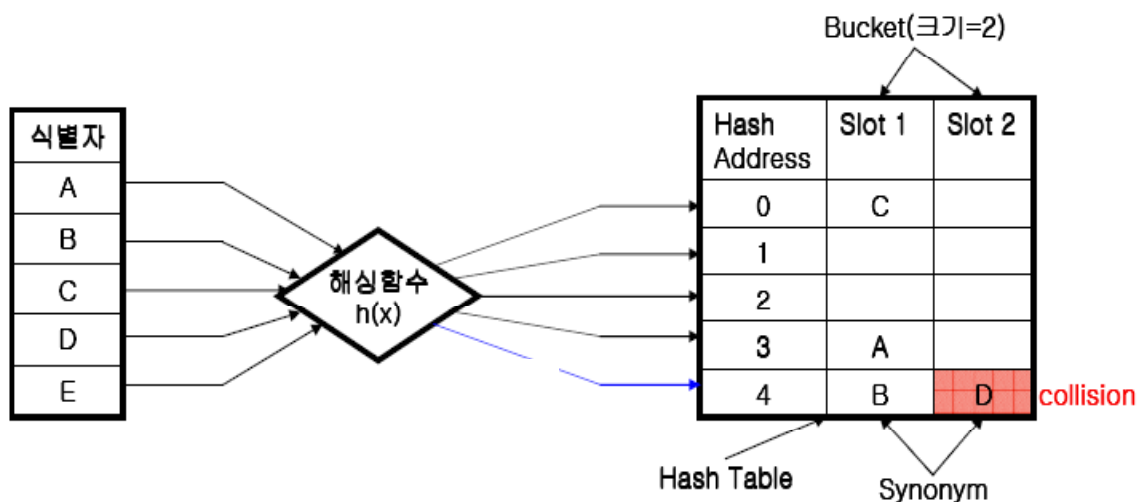 Bucket(크기=2)
식별자
A
B
C
D
E
해싱함수
h(x)
Hash
Address
Slot 1
Slot 2
0
C
1
2
3
A
4
B
D
collision
Hash Table
Synonym